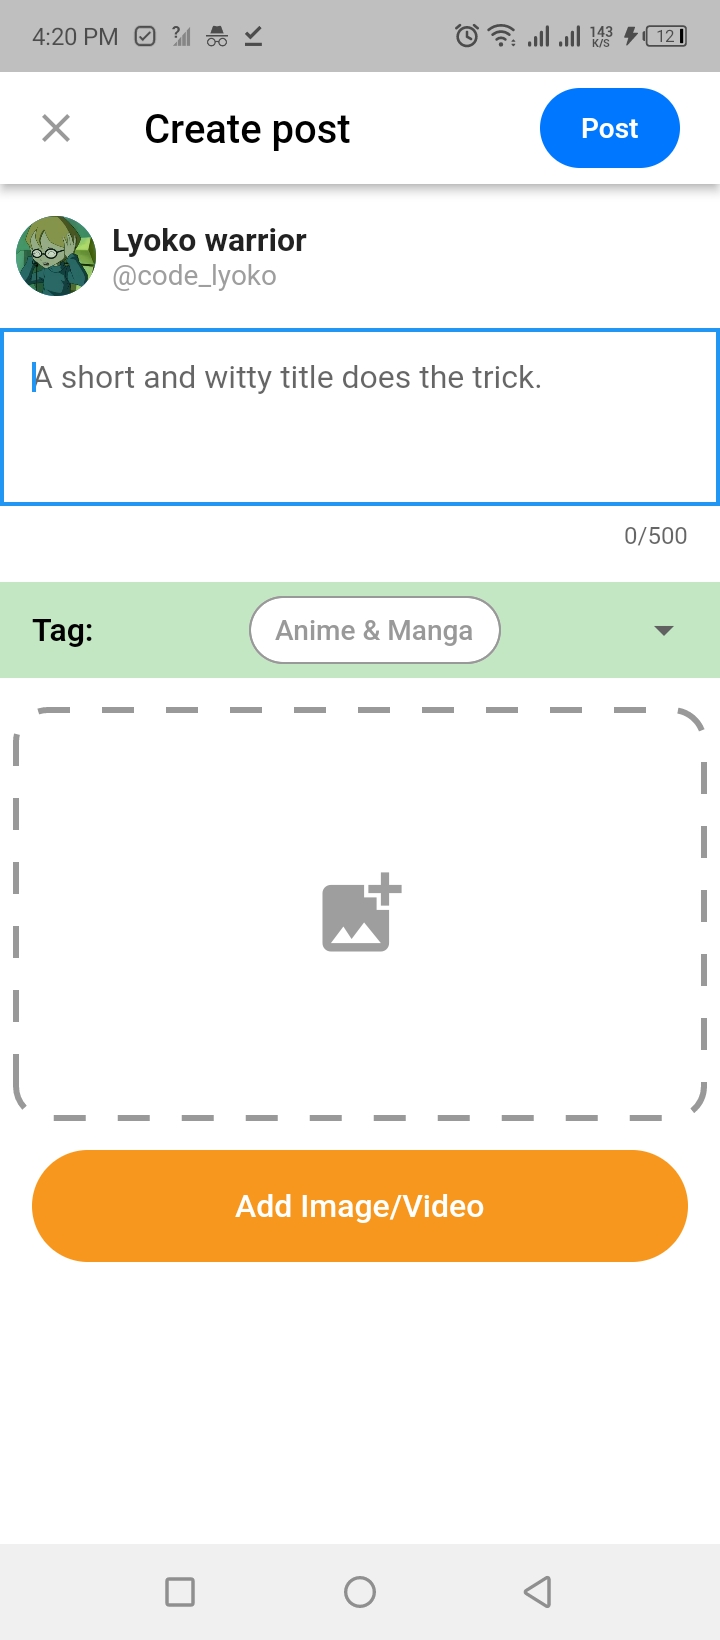 4:20 PM ? 143 K/S 12
Create post
Post
Lyoko warrior
@code_lyoko
A short and witty title does the trick.
0/500
Tag:
Anime & Manga
Add Image/Video